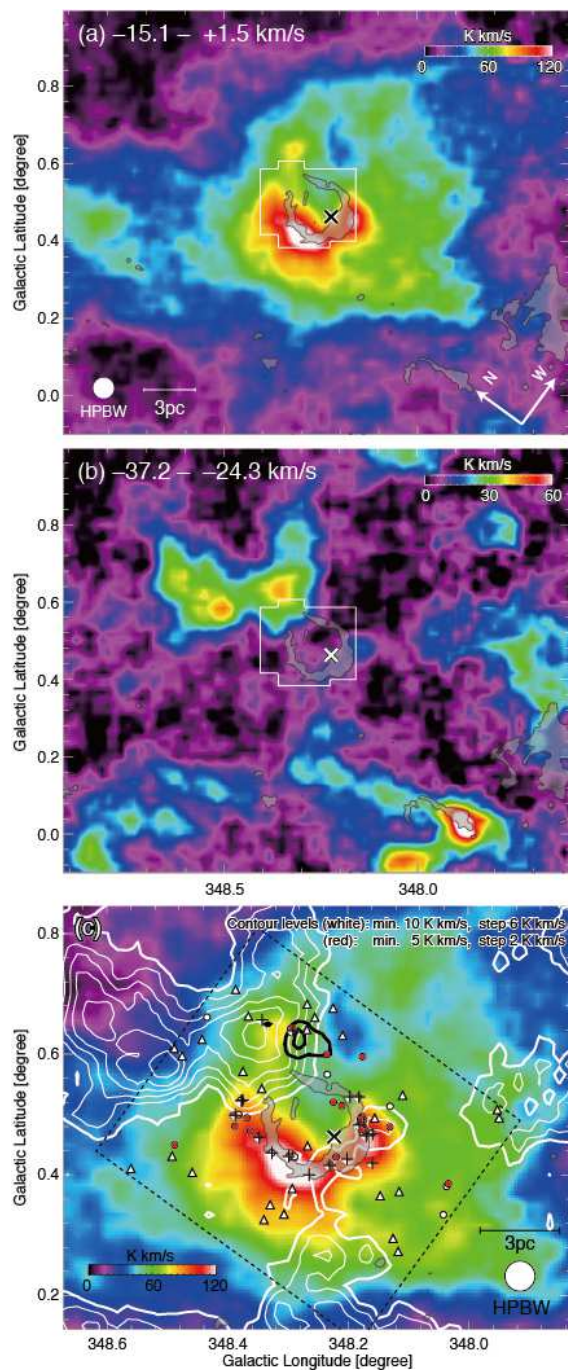 (a) –15.1 – +1.5 km/s
K km/s
0 60 120
0.8
0.6
0.4
0.2
0.0
Galactic Latitude [degree]
HPBW
3pc
N
W
(b) –37.2 – –24.3 km/s
K km/s
0 30 60
0.8
0.6
0.4
0.2
0.0
Galactic Latitude [degree]
348.5 348.0
(c)
Contour levels (white): min. 10 K km/s, step 6 K km/s
(red): min. 5 K km/s, step 2 K km/s
0.8
0.6
0.4
0.2
Galactic Latitude [degree]
K km/s
0 60 120
3pc
HPBW
348.6 348.4 348.2 348.0
Galactic Longitude [degree]